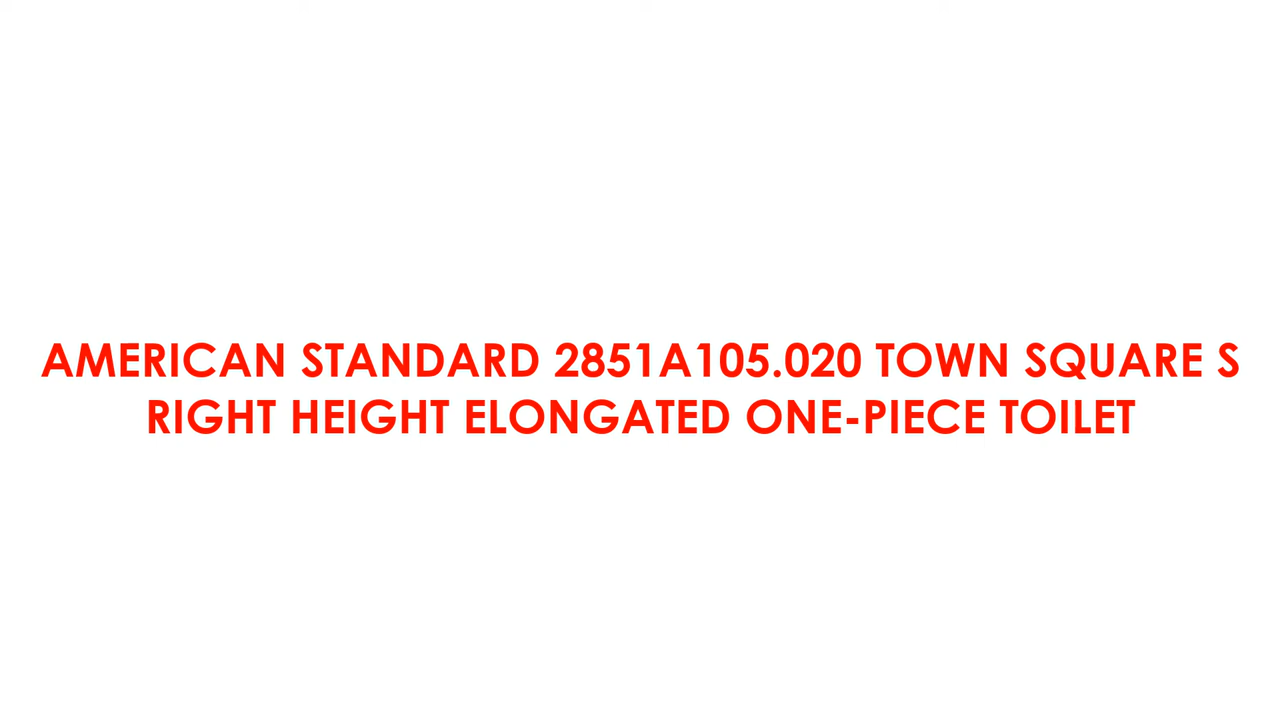 AMERICAN STANDARD 2851A105.020 TOWN SQUARE S
RIGHT HEIGHT ELONGATED ONE-PIECE TOILET